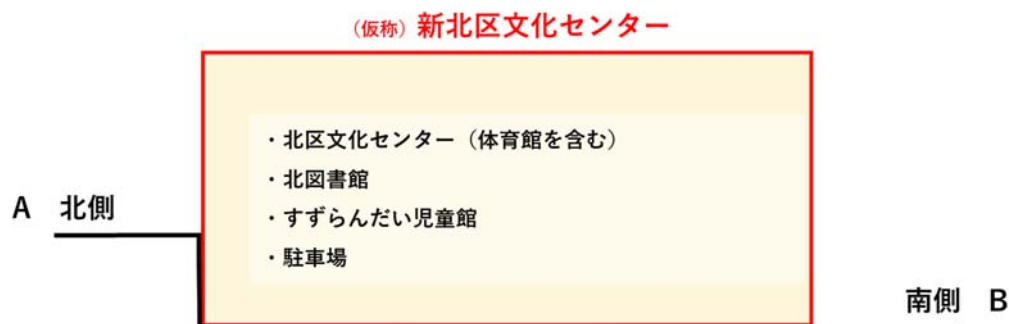 （仮称）新北区文化センター
・北区文化センター（体育館を含む）
・北図書館
・すずらんだい児童館
・駐車場
A　北側
南側　B